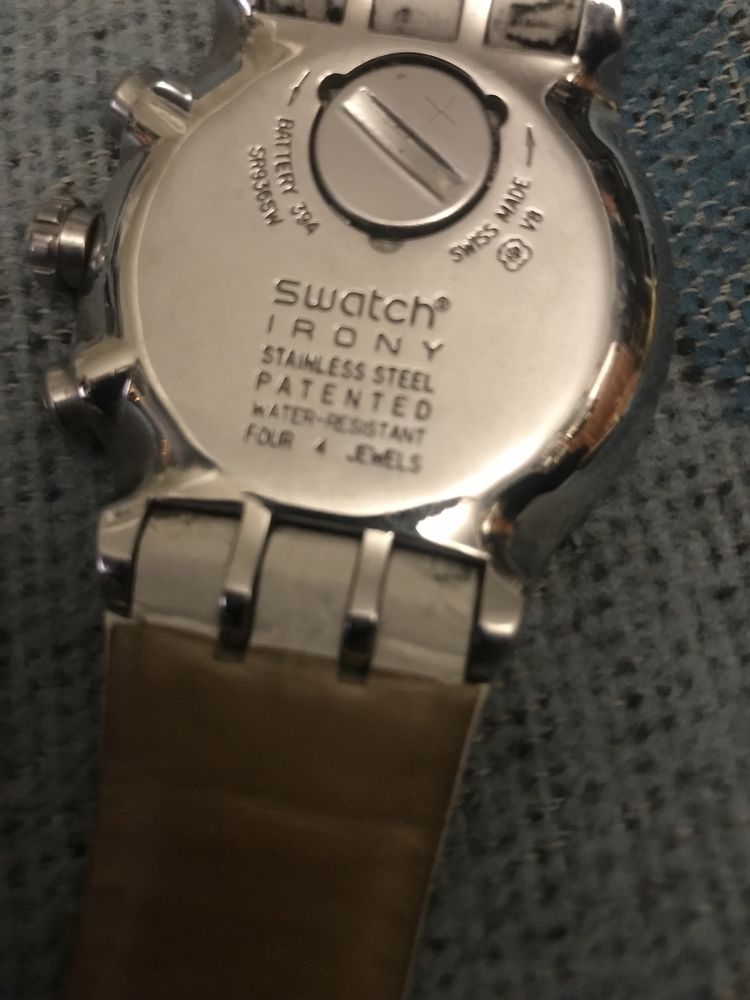 BATTERY 394
SR936SW
SWISS MADE
V8
swatch®
IRONY
STAINLESS STEEL
PATENTED
WATER-RESISTANT
FOUR 4 JEWELS